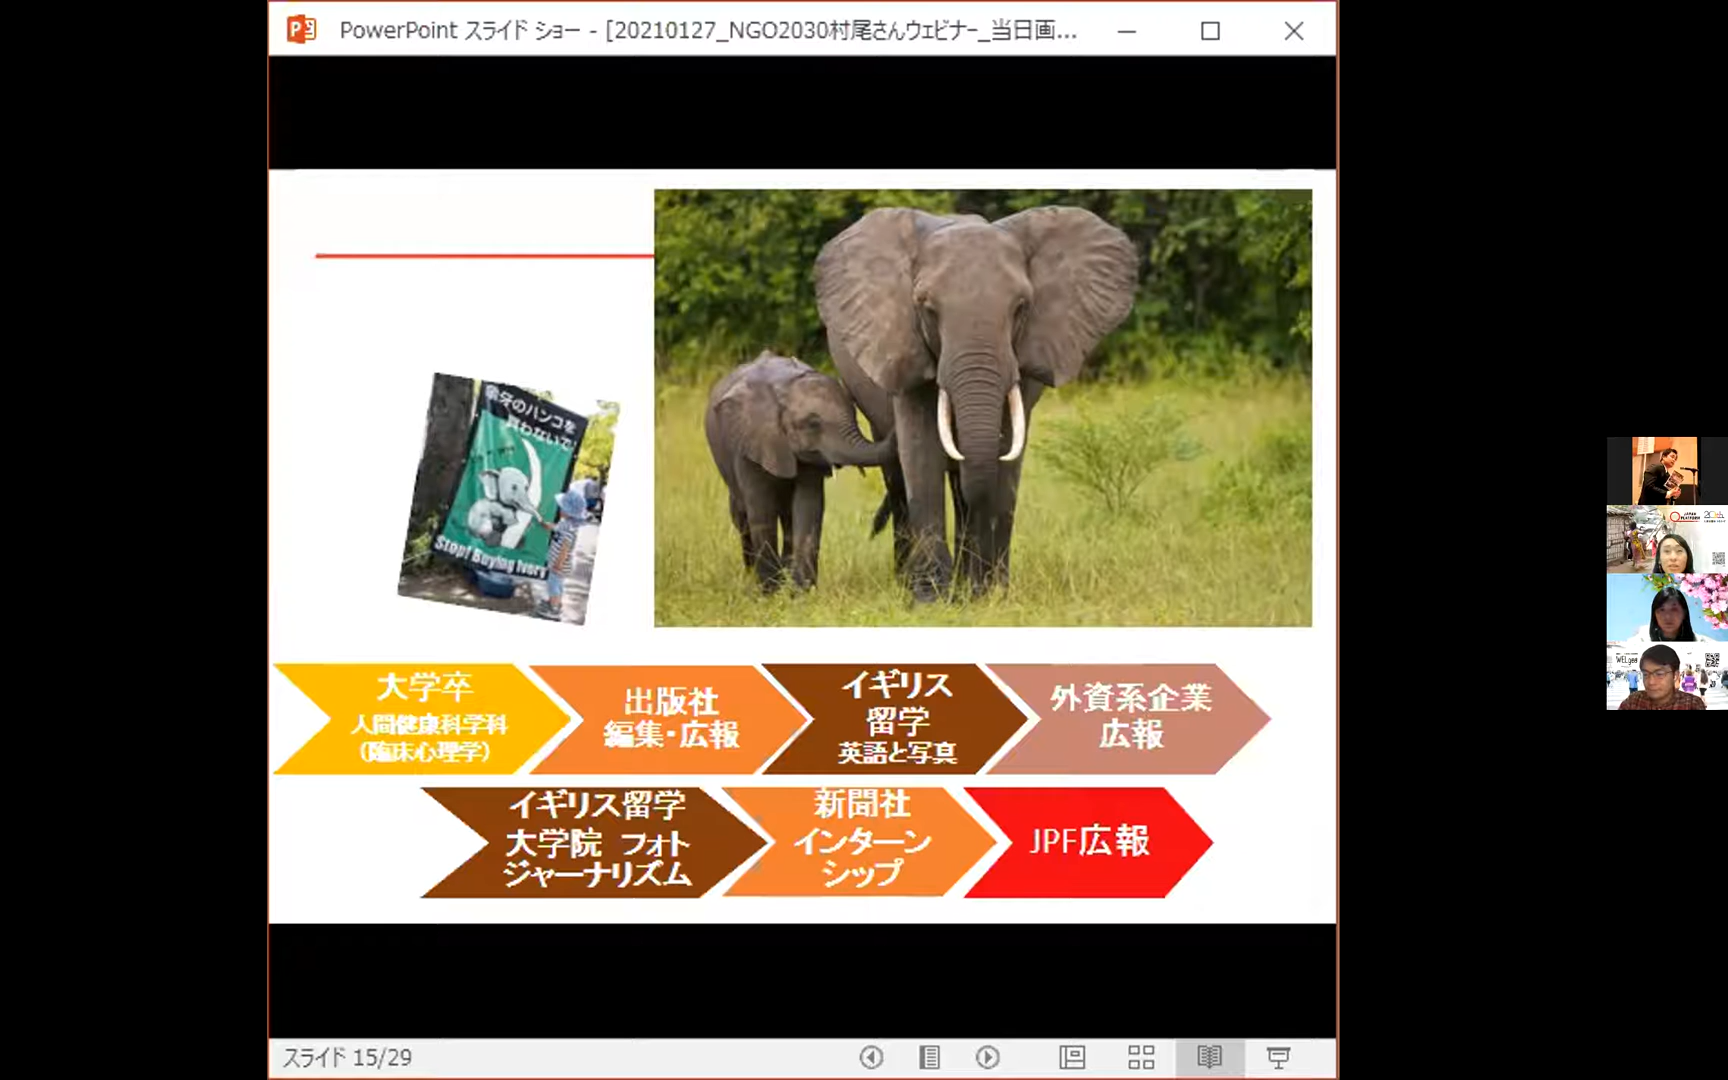 PowerPoint スライド ショー - [20210127_NGO2030村尾さんウェビナー_当日画...
象牙のハンコを
買わないで!
Stop! Buying Ivory
大学卒
人間健康科学科
(臨床心理学)
出版社
編集・広報
イギリス
留学
英語と写真
外資系企業
広報
イギリス留学
大学院 フォト
ジャーナリズム
新聞社
インターン
シップ
JPF広報
スライド 15/29
JAPAN
PLATFORM
WELgee